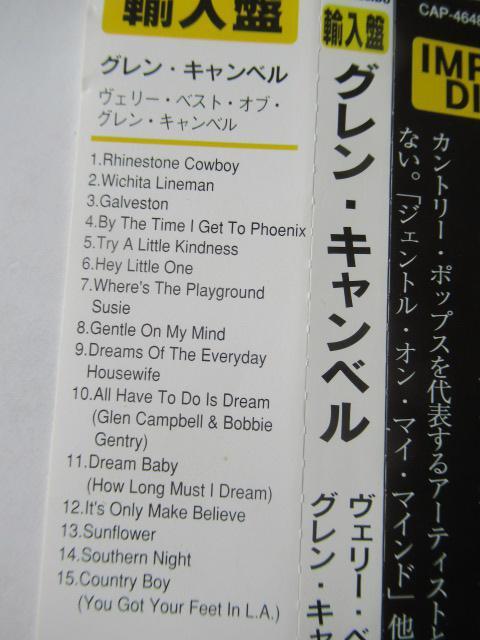 輸入盤
グレン・キャンベル
ヴェリー・ベスト・オブ・
グレン・キャンベル
1.Rhinestone Cowboy
2.Wichita Lineman
3.Galveston
4.By The Time I Get To Phoenix
5.Try A Little Kindness
6.Hey Little One
7.Where's The Playground
Susie
8.Gentle On My Mind
9.Dreams Of The Everyday
Housewife
10.All Have To Do Is Dream
(Glen Campbell & Bobbie
Gentry)
11.Dream Baby
(How Long Must I Dream)
12.It's Only Make Believe
13.Sunflower
14.Southern Night
15.Country Boy
(You Got Your Feet In L.A.)
輸入盤
グレン・キャンベル
ヴェリー・ベ
グレン・キャ
CAP-464
IMP
DI
カントリー・ポップスを代表するアーティスト
ない。「ジェントル・オン・マイ・マインド」他